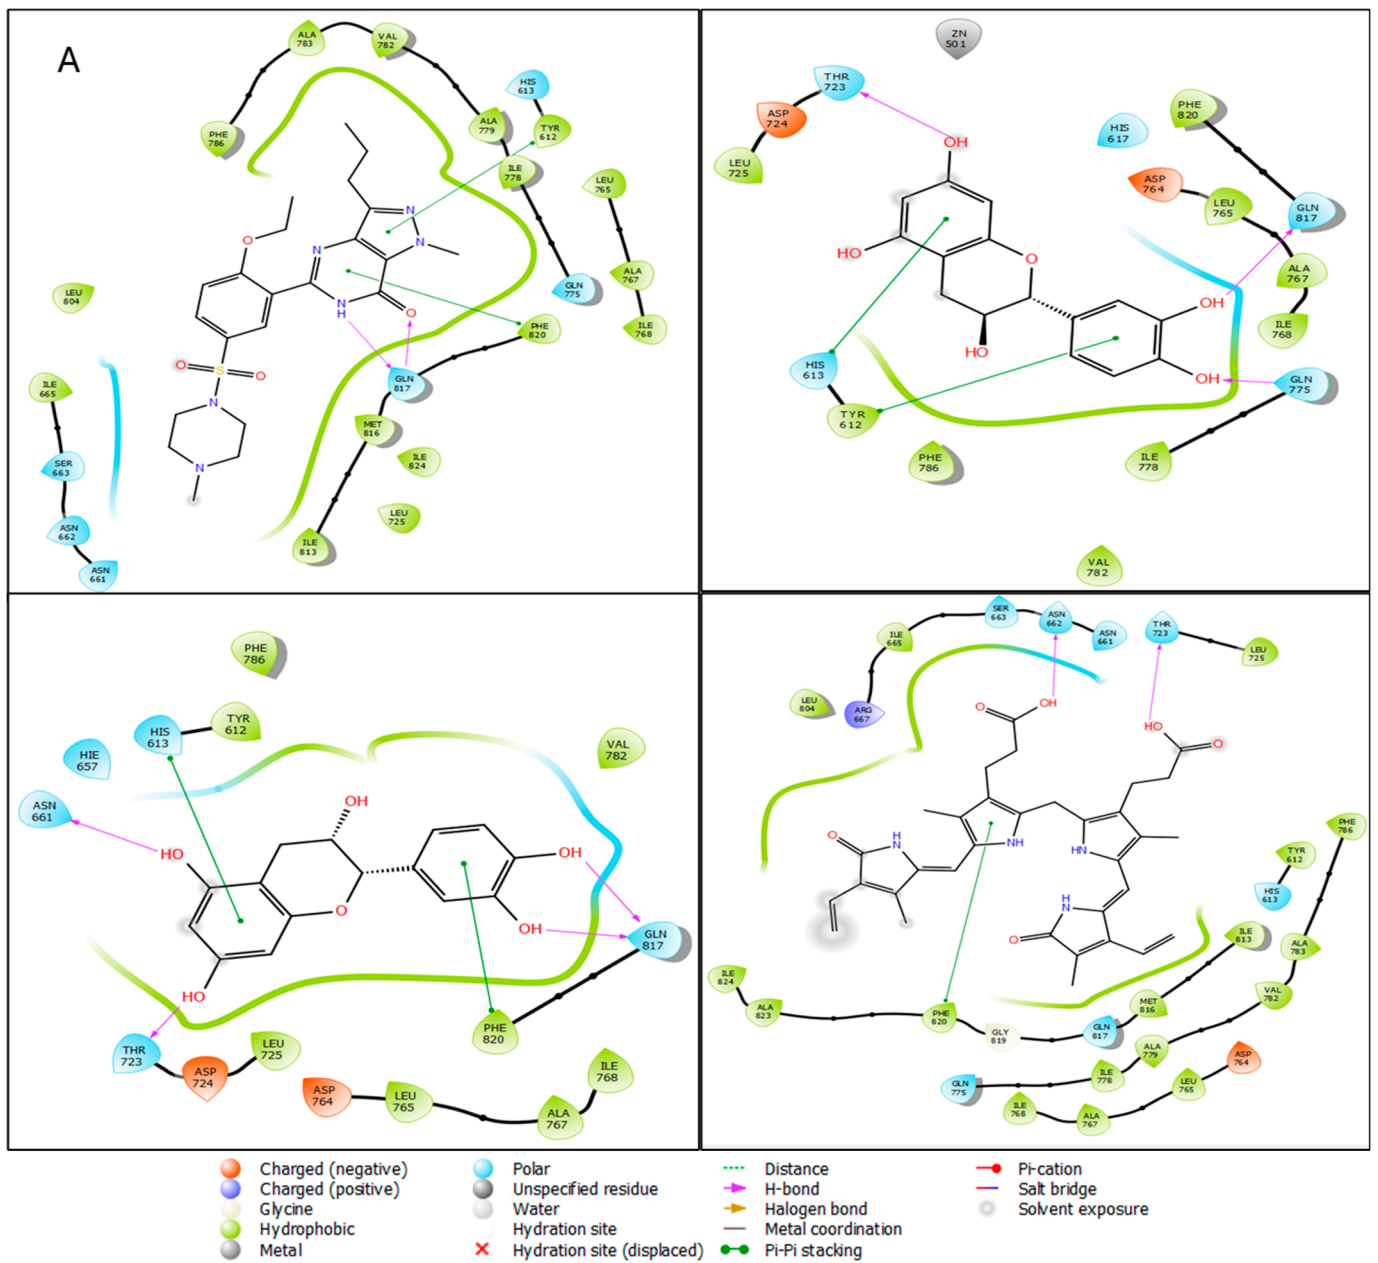 A
ALA
783
VAL
782
HIS
613
PHE
786
ALA
779
TYR
612
ILE
778
LEU
765
N
N
O
N
GLN
775
ALA
767
LEU
804
N
H
O
PHE
820
ILE
768
O
S
O
GLN
817
ILE
665
N
MET
816
ILE
824
SER
663
N
LEU
725
ASN
662
ILE
813
ASN
661
ZN
501
THR
723
ASP
724
LEU
725
OH
PHE
820
HIS
617
ASP
764
LEU
765
GLN
817
HO
O
ALA
767
OH
ILE
768
HO
HIS
613
OH
GLN
775
TYR
612
PHE
786
ILE
778
VAL
782
PHE
786
HIS
613
TYR
612
HIE
657
VAL
782
ASN
661
OH
HO
OH
O
OH
GLN
817
HO
PHE
820
THR
723
ASP
724
LEU
725
ASP
764
LEU
765
ALA
767
ILE
768
SER
663
ASN
662
ASN
661
THR
723
ILE
665
LEU
725
LEU
804
ARG
667
O
OH
HO
O
O
NH
NH
HN
PHE
786
TYR
612
HIS
613
H
N
O
ILE
813
ALA
783
ILE
824
ALA
823
PHE
820
GLY
819
GLN
817
MET
816
VAL
782
ALA
779
ASP
764
GLN
775
ILE
778
LEU
765
ILE
768
ALA
767
Charged (negative) Polar Distance Pi-cation
Charged (positive) Unspecified residue H-bond Salt bridge
Glycine Water Halogen bond Solvent exposure
Hydrophobic Hydration site Metal coordination
Metal Hydration site (displaced) Pi-Pi stacking